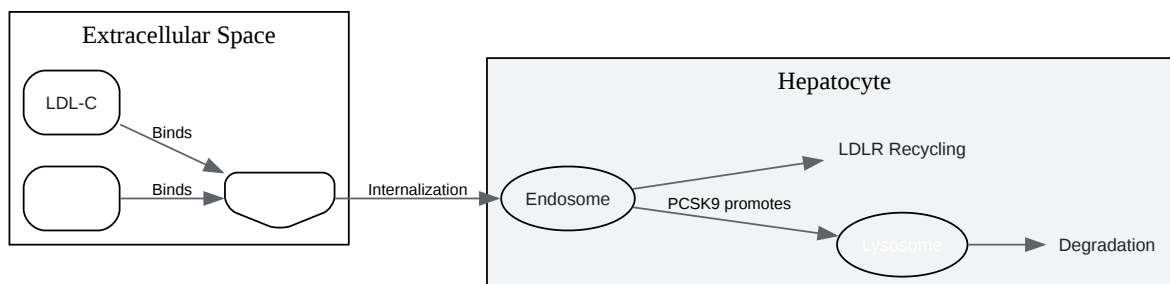 Extracellular Space
LDL-C
Binds
Binds
Internalization
Hepatocyte
Endosome
LDLR Recycling
PCSK9 promotes
Lysosome
Degradation